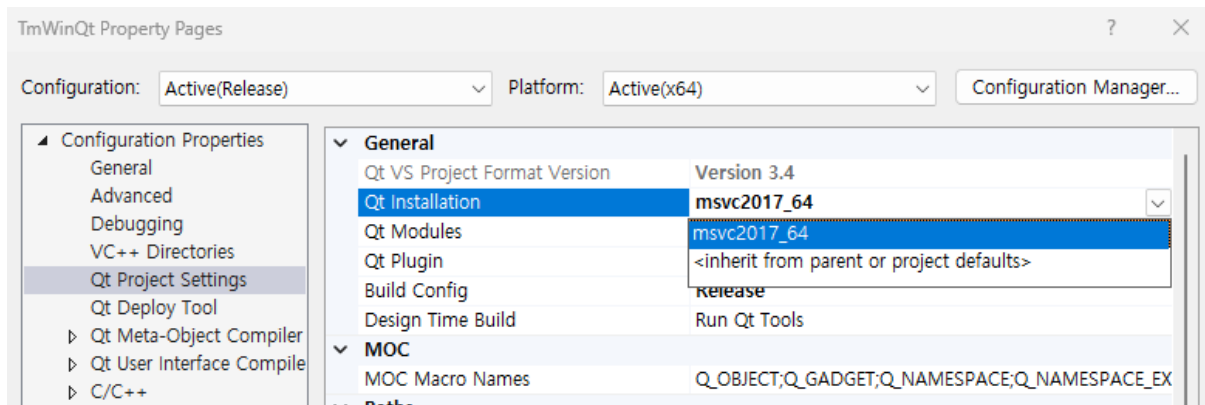 TmWinQt Property Pages ? ×
Configuration: Active(Release) Platform: Active(x64) Configuration Manager...
Configuration Properties
General
Advanced
Debugging
VC++ Directories
Qt Project Settings
Qt Deploy Tool
Qt Meta-Object Compiler
Qt User Interface Compile
C/C++
General
Qt VS Project Format Version Version 3.4
Qt Installation msvc2017_64
Qt Modules msvc2017_64
Qt Plugin <inherit from parent or project defaults>
Build Config Release
Design Time Build Run Qt Tools
MOC
MOC Macro Names Q_OBJECT;Q_GADGET;Q_NAMESPACE;Q_NAMESPACE_EX
Paths